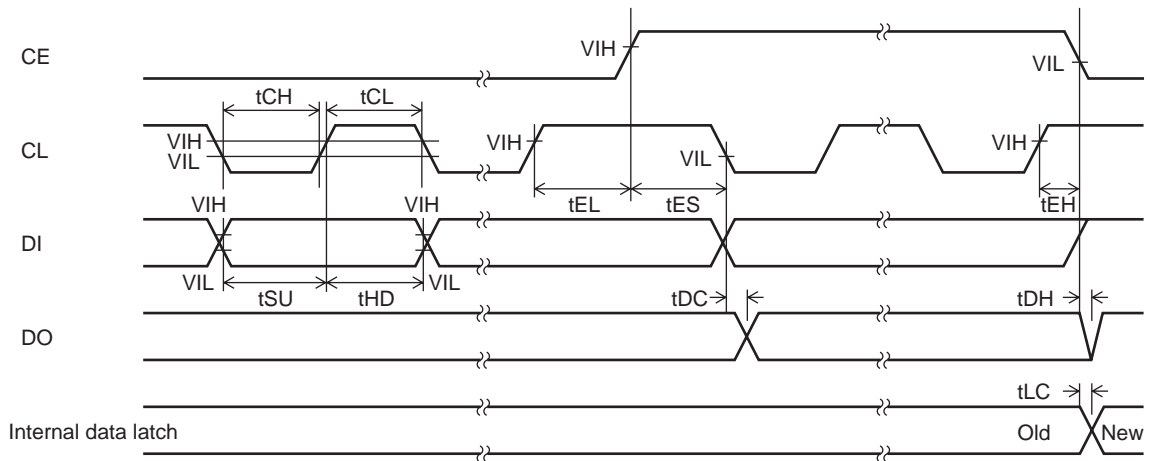 CE
VIH
VIL
tCH
tCL
CL
VIH
VIL
VIH
VIL
VIH
tEL
tES
tEH
DI
VIH
VIH
VIL
VIL
tSU
tHD
tDC
tDH
DO
tLC
Internal data latch
Old
New